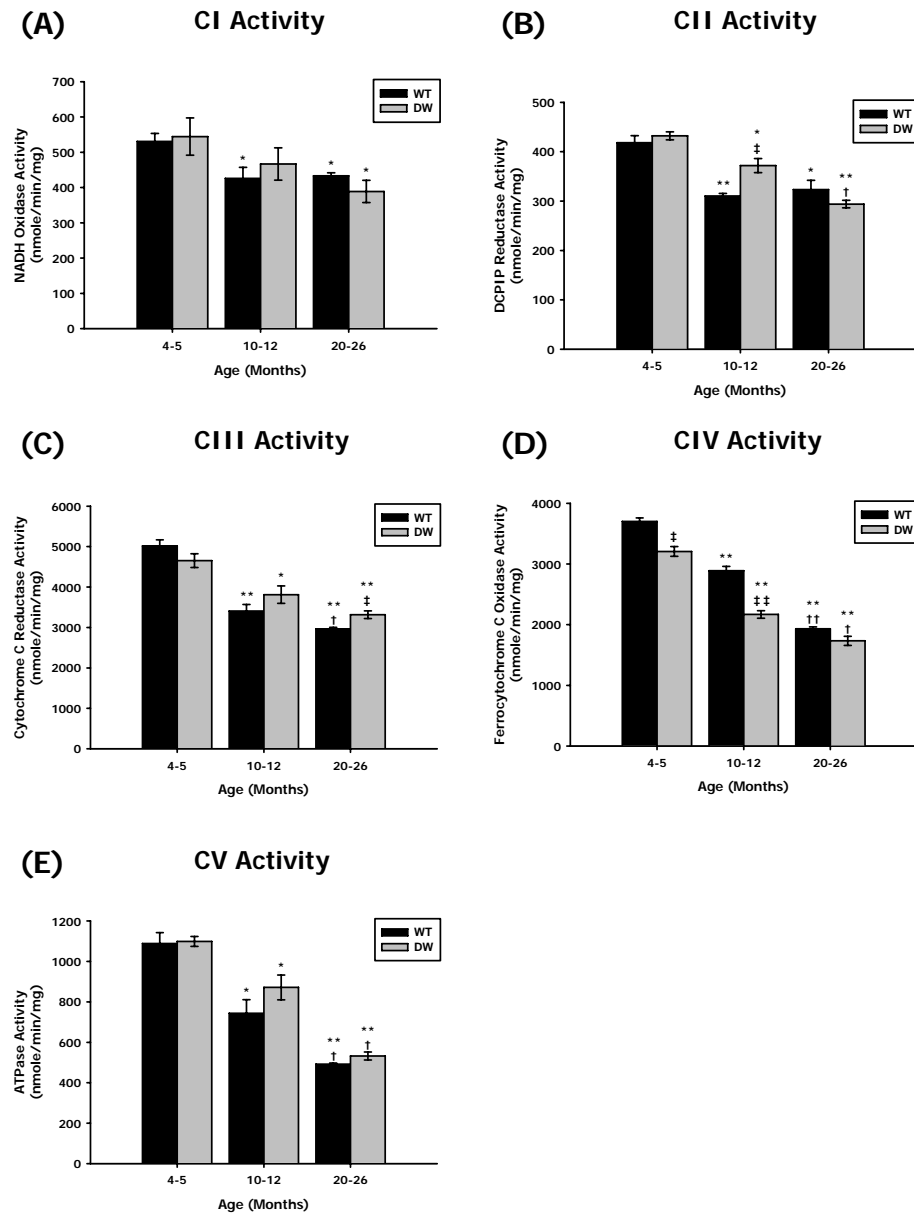 (A) CI Activity
NADH Oxidase Activity
(nmole/min/mg)
700
600
500
400
300
200
100
0
WT
DW
*
* *
4-5 10-12 20-26
Age (Months)
(B) CII Activity
DCPIP Reductase Activity
(nmole/min/mg)
500
400
300
200
100
0
WT
DW
** * ‡
* ** †
4-5 10-12 20-26
Age (Months)
(C) CIII Activity
Cytochrome C Reductase Activity
(nmole/min/mg)
6000
5000
4000
3000
2000
1000
0
WT
DW
** *
** † ** ‡
4-5 10-12 20-26
Age (Months)
(D) CIV Activity
Ferrocytochrome C Oxidase Activity
(nmole/min/mg)
4000
3000
2000
1000
0
WT
DW
‡
** ** ‡‡
** †† ** †
4-5 10-12 20-26
Age (Months)
(E) CV Activity
ATPase Activity
(nmole/min/mg)
1200
1000
800
600
400
200
0
WT
DW
* *
** † ** †
4-5 10-12 20-26
Age (Months)